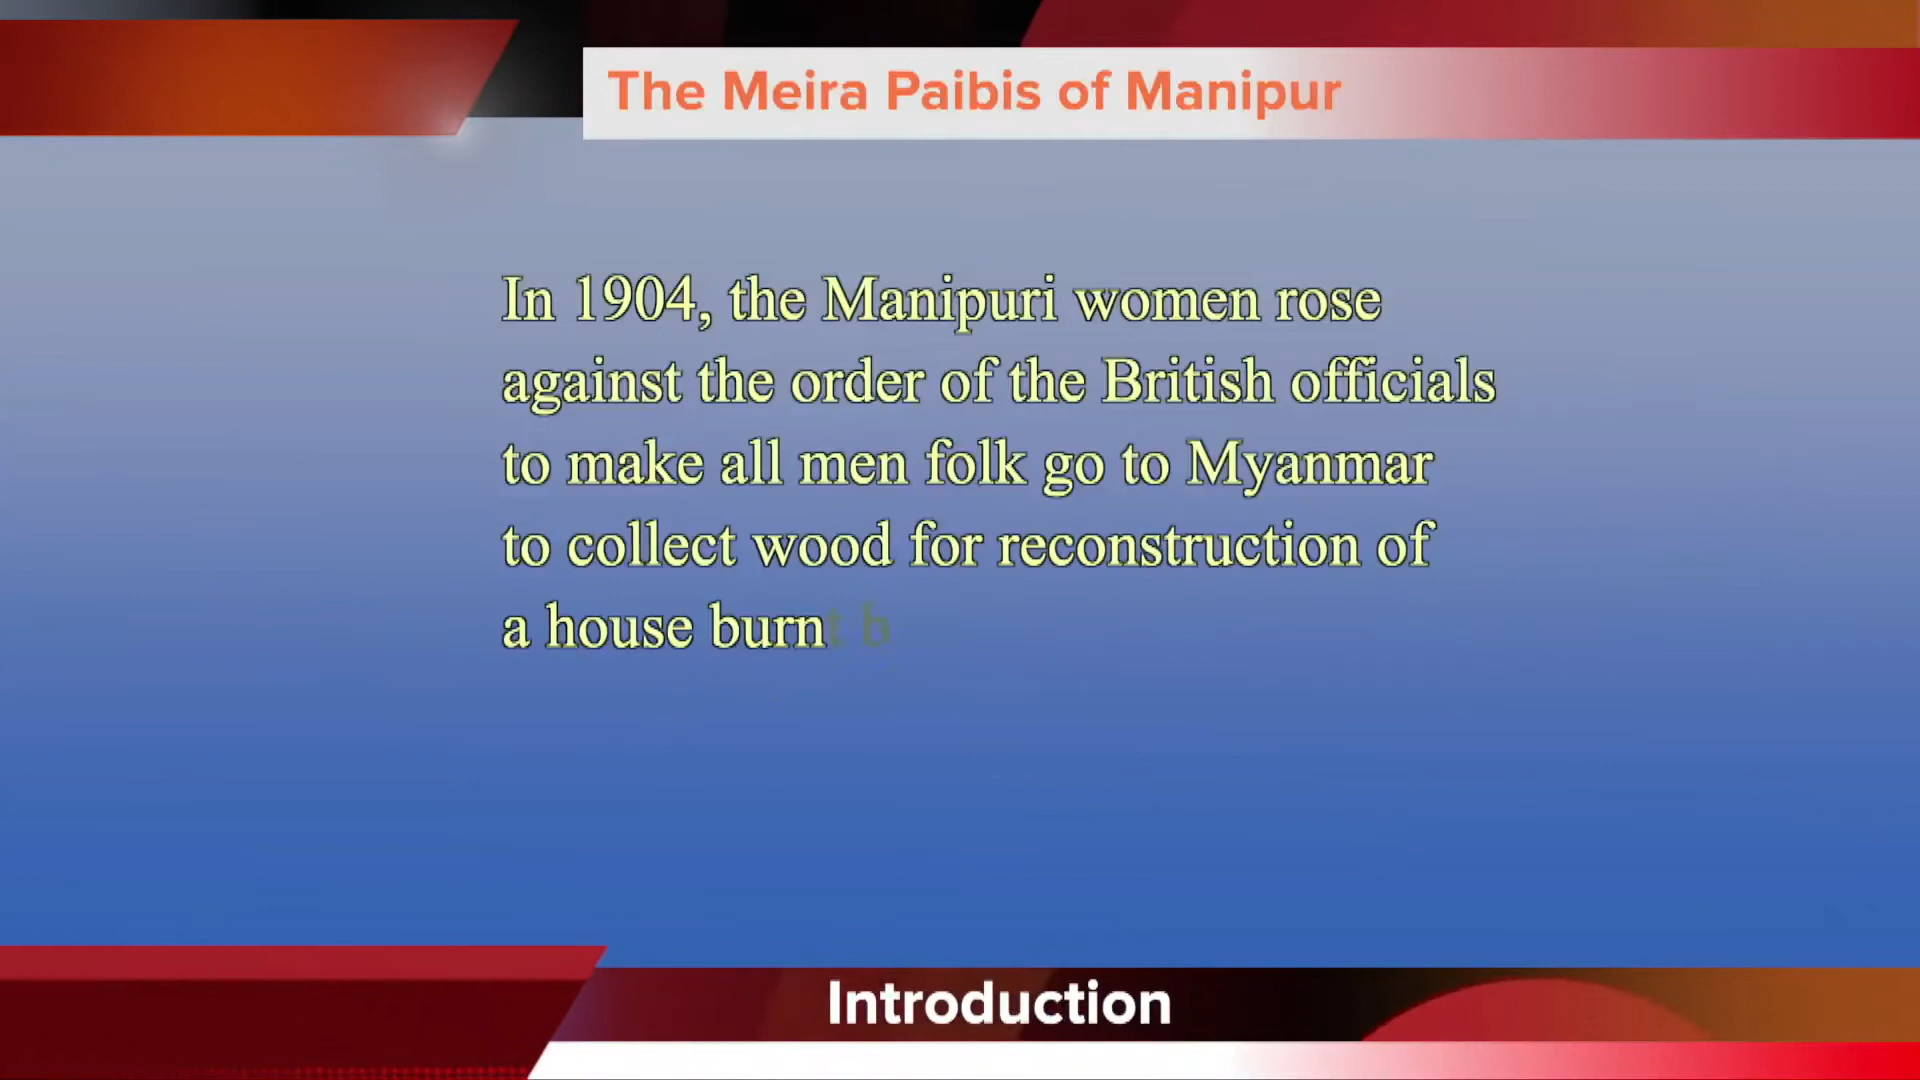 The Meira Paibis of Manipur
In 1904, the Manipuri women rose
against the order of the British officials
to make all men folk go to Myanmar
to collect wood for reconstruction of
a house burnt b
Introduction